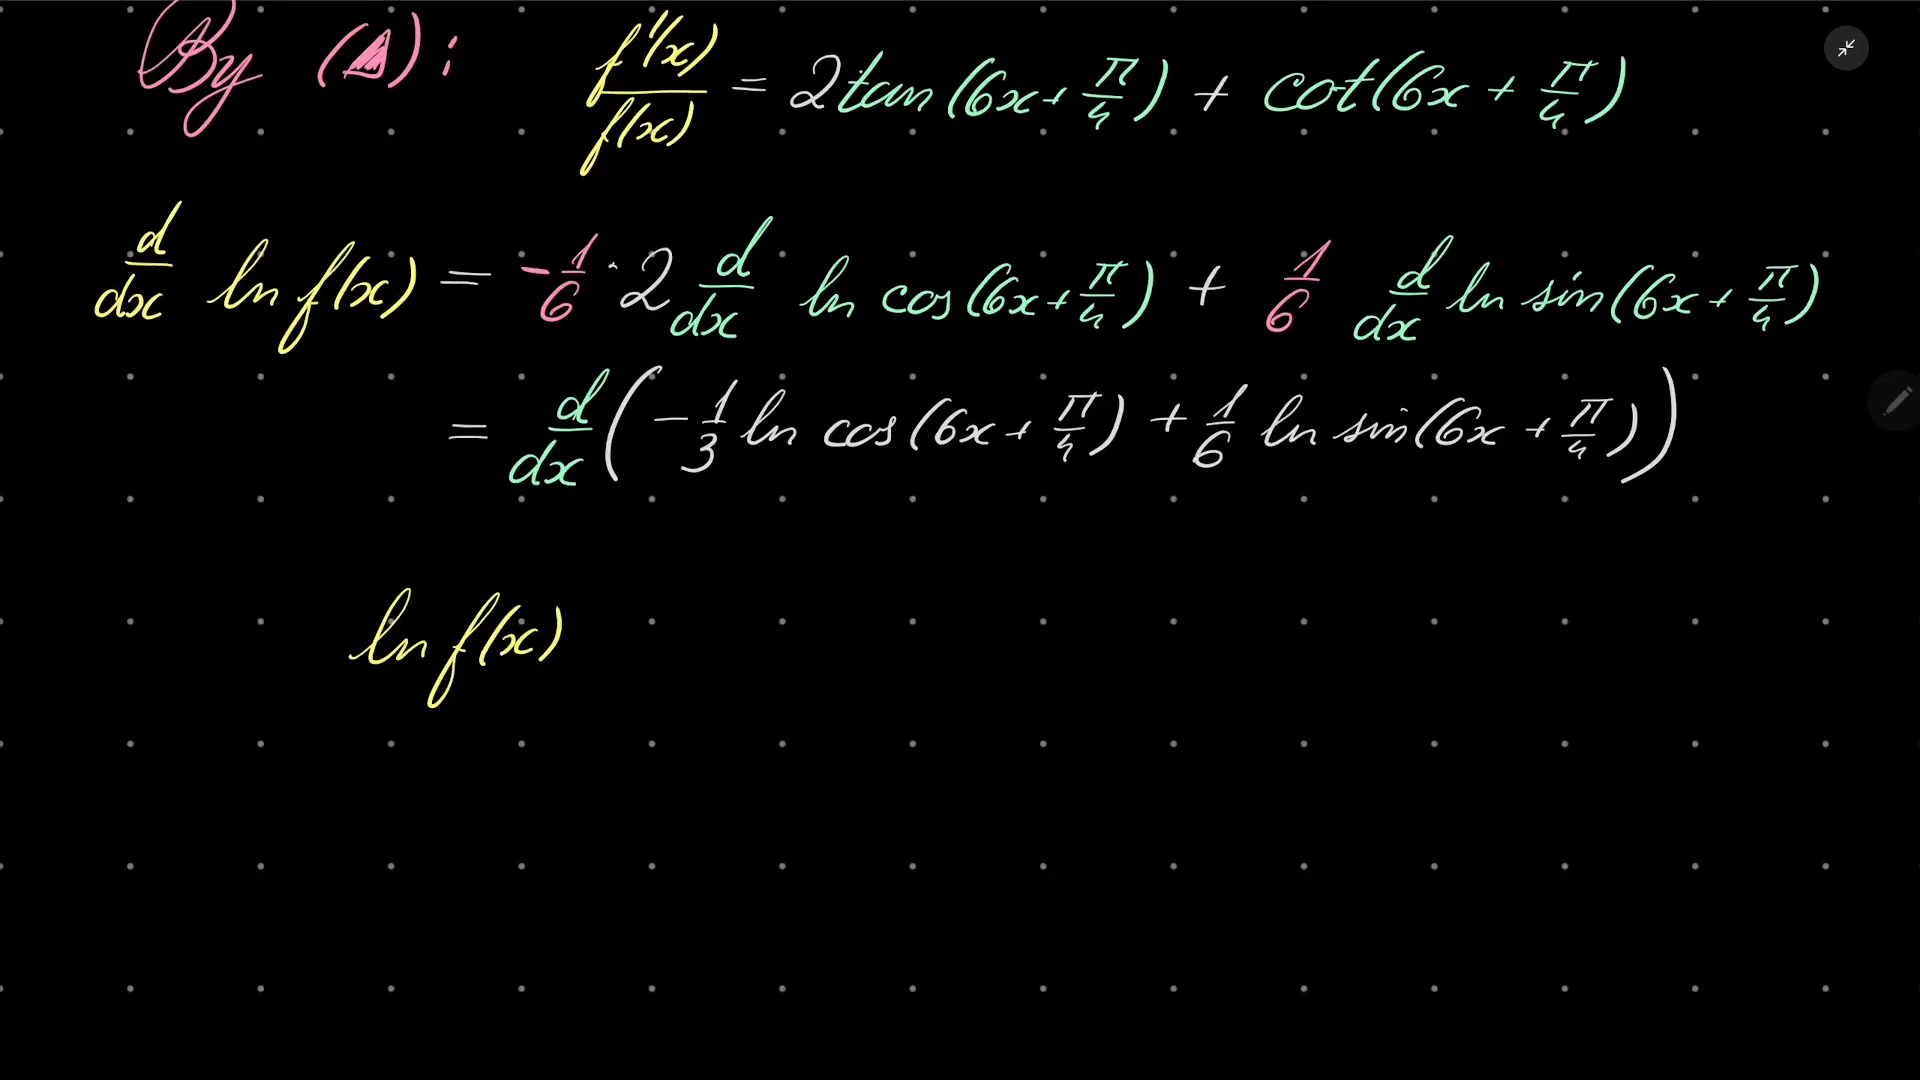 By (Δ): f'(x)/f(x) = 2tan(6x+π/4) + cot(6x+π/4)
d/dx ln f(x) = -1/6 · 2 d/dx ln cos(6x+π/4) + 1/6 d/dx ln sin(6x+π/4)
= d/dx (-1/3 ln cos(6x+π/4) + 1/6 ln sin(6x+π/4))
ln f(x)